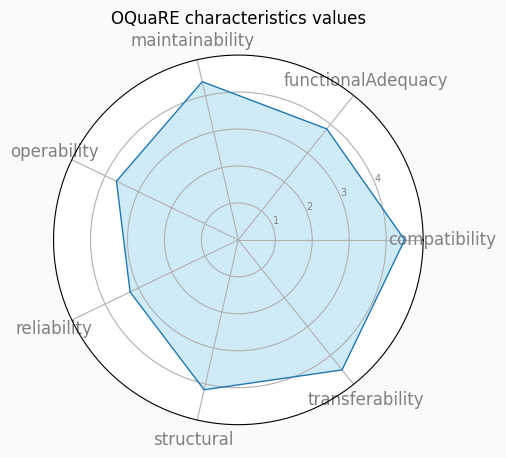 OQuaRE characteristics values
maintainability
functionalAdequacy
operability
4
3
2
1
compatibility
reliability
transferability
structural